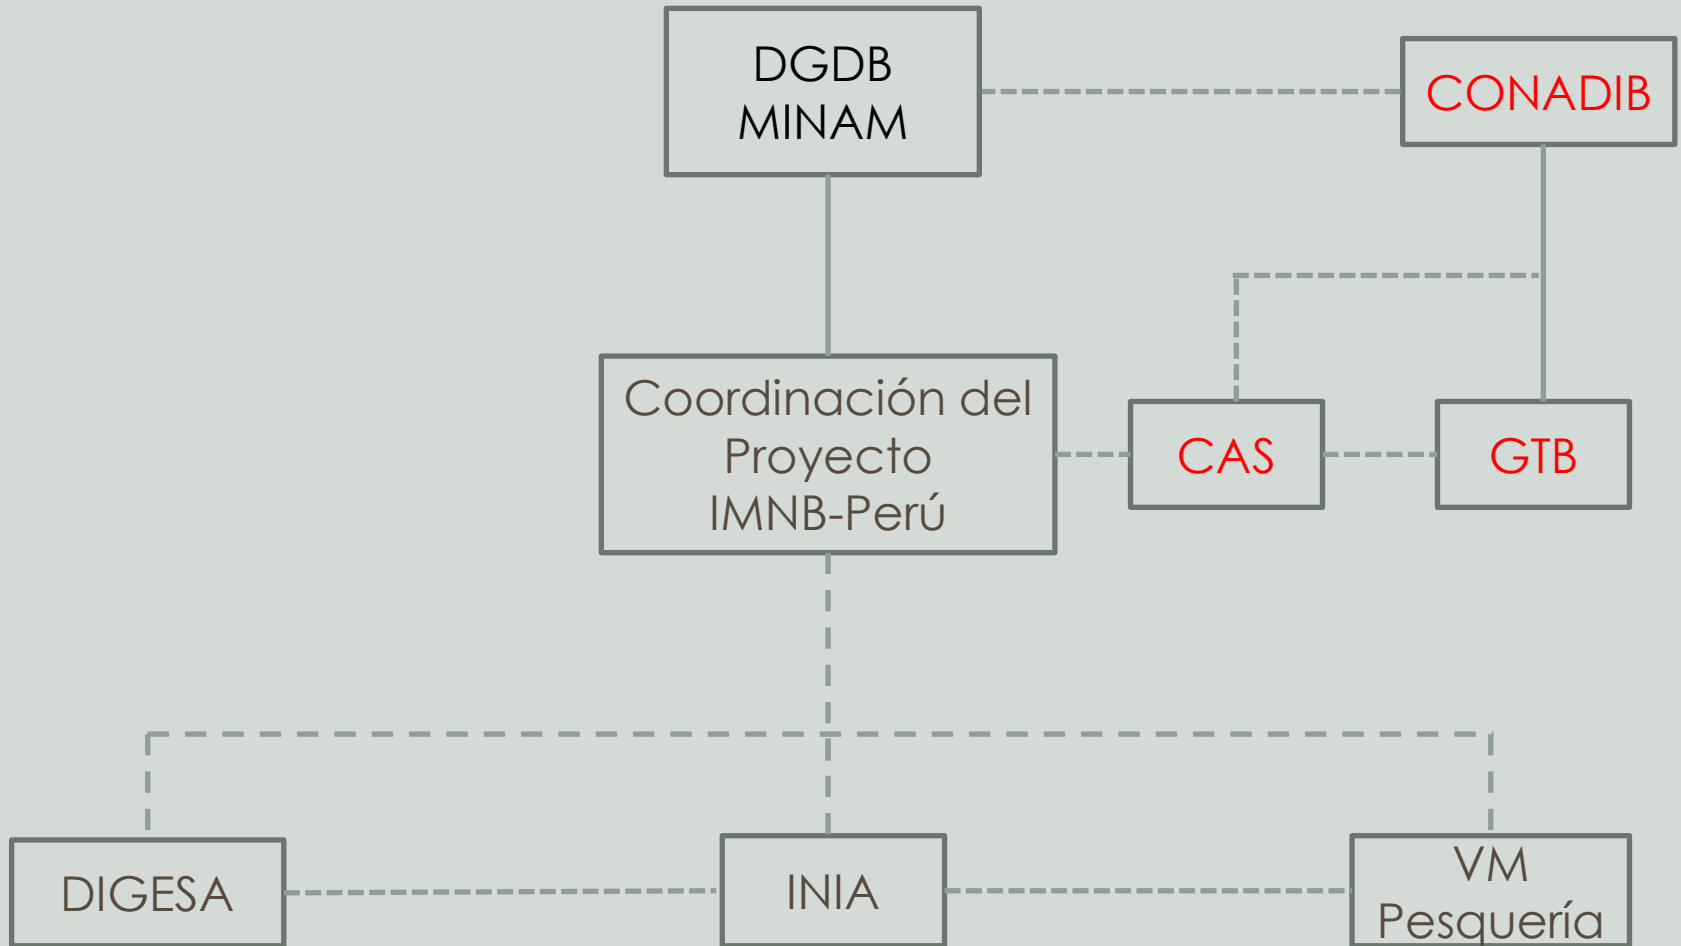 DGDB
MINAM
CONADIB
Coordinación del
Proyecto
IMNB-Perú
CAS
GTB
DIGESA
INIA
VM
Pesquería